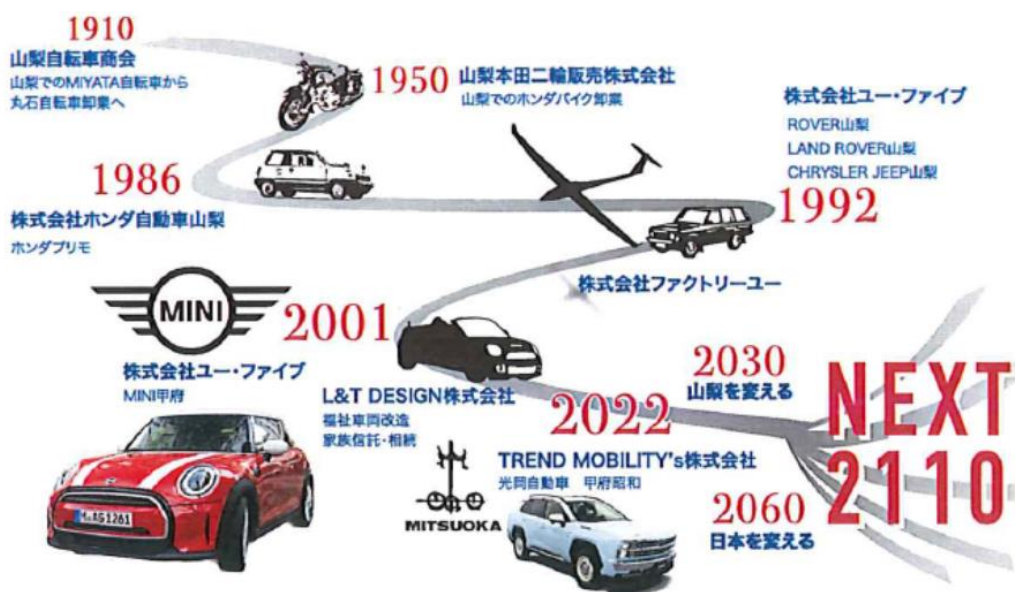 1910
山梨自転車商会
山梨でのMIYATA自転車から
丸石自転車卸業へ
1950
山梨本田二輪販売株式会社
山梨でのホンダバイク卸業
1986
株式会社ホンダ自動車山梨
ホンダプリモ
株式会社ユー・ファイブ
ROVER山梨
LAND ROVER山梨
CHRYSLER JEEP山梨
1992
株式会社ファクトリーユー
MINI
2001
株式会社ユー・ファイブ
MINI甲府
L&T DESIGN株式会社
福祉車両改造
家族信託・相続
MITSUOKA
2022
TREND MOBILITY's株式会社
光岡自動車 甲府昭和
2030
山梨を変える
2060
日本を変える
NEXT
2110
M・AG1261